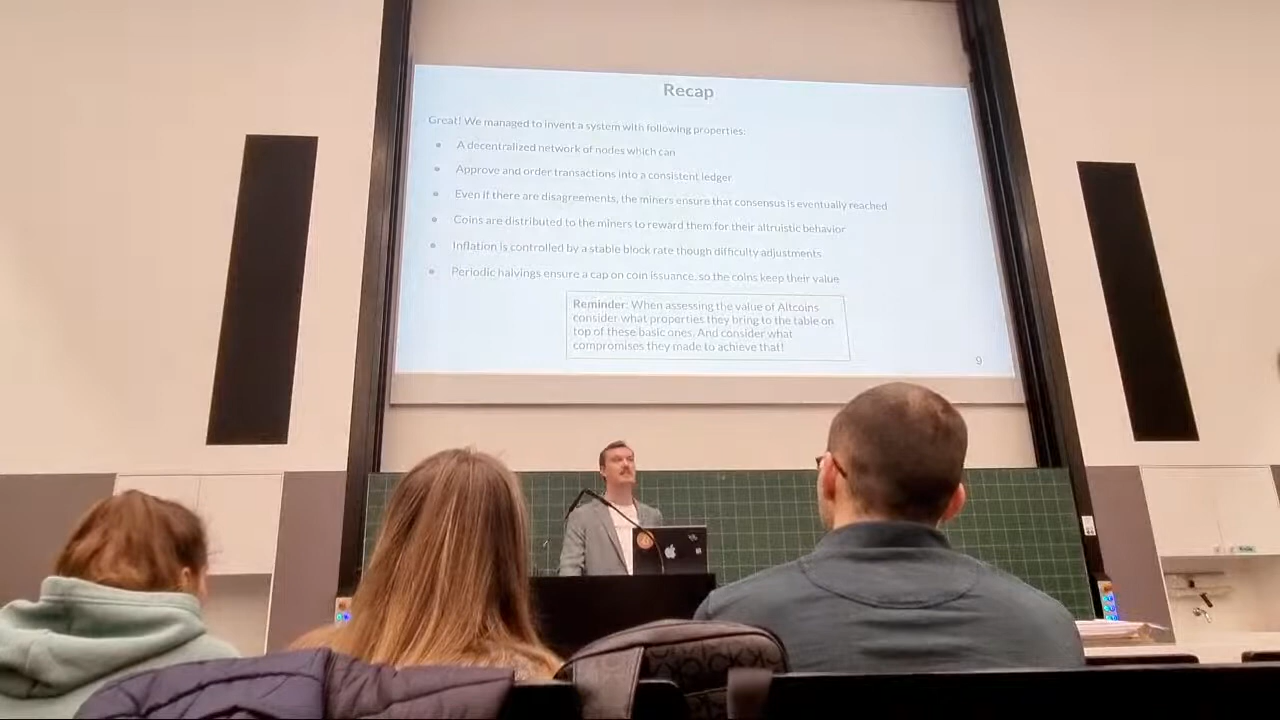 Recap
Great! We managed to invent a system with following properties:
A decentralized network of nodes which can
Approve and order transactions into a consistent ledger
Even if there are disagreements, the miners ensure that consensus is eventually reached
Coins are distributed to the miners to reward them for their altruistic behavior
Inflation is controlled by a stable block rate though difficulty adjustments
Periodic halvings ensure a cap on coin issuance, so the coins keep their value
Reminder: When assessing the value of Altcoins
consider what properties they bring to the table on
top of these basic ones. And consider what
compromises they made to achieve that!
9